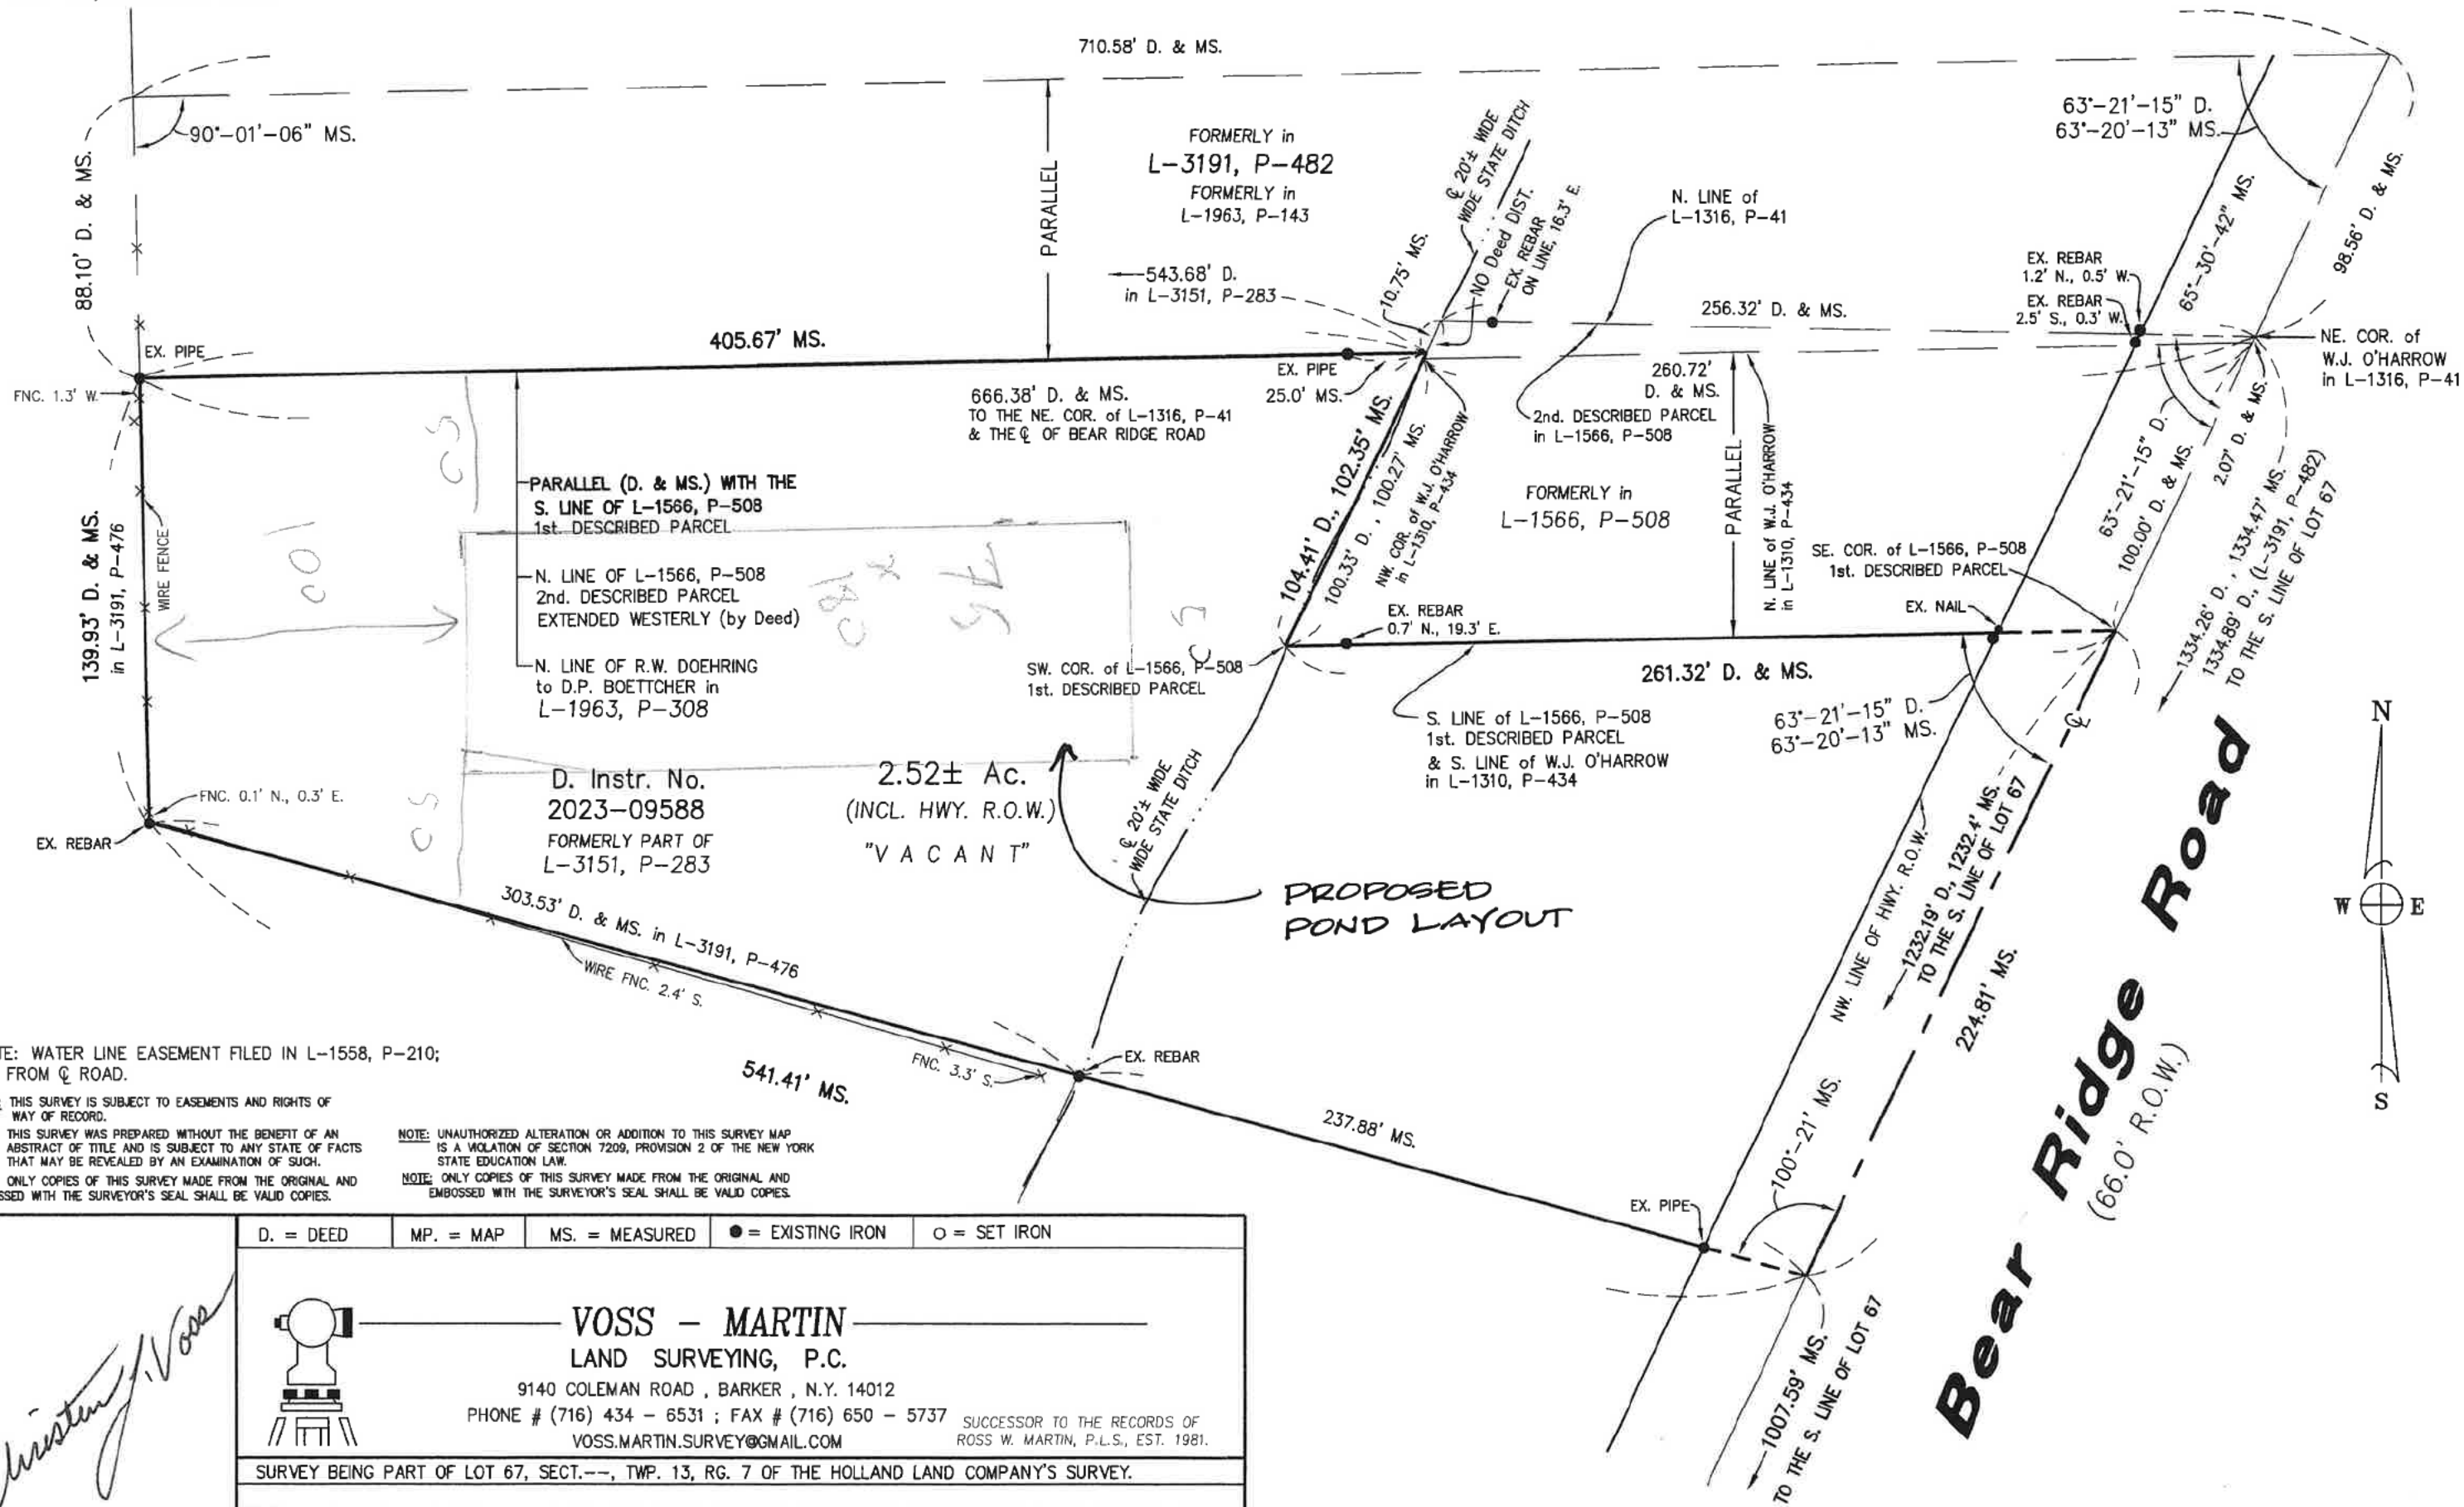 710.58' D. & MS.
90°-01'-06" MS.
88.10' D. & MS.
PARALLEL
FORMERLY in
L-3191, P-482
FORMERLY in
L-1963, P-143
℄ 20'± WIDE
WIDE STATE DITCH
NO Deed DIST.
EX. REBAR
ON LINE, 16.3' E.
10.75' MS.
543.68' D.
in L-3151, P-283
N. LINE of
L-1316, P-41
256.32' D. & MS.
63°-21'-15" D.
63°-20'-13" MS.
65°-30'-42" MS.
98.56' D. & MS.
EX. REBAR
1.2' N., 0.5' W.
EX. REBAR
2.5' S., 0.3' W.
NE. COR. of
W.J. O'HARROW
in L-1316, P-41
EX. PIPE
FNC. 1.3' W.
405.67' MS.
666.38' D. & MS.
TO THE NE. COR. of L-1316, P-41
& THE ℄ OF BEAR RIDGE ROAD
EX. PIPE
25.0' MS.
260.72'
D. & MS.
2nd. DESCRIBED PARCEL
in L-1566, P-508
PARALLEL
N. LINE of W.J. O'HARROW
in L-1310, P-434
63°-21'-15" D.
100.00' D. & MS.
2.07' D. & MS.
1334.26' D., 1334.47' MS.
1334.89' D., (L-3191, P-482)
TO THE S. LINE OF LOT 67
104.41' D., 102.35' MS.
100.33' D., 100.27' MS.
NW. COR. of W.J. O'HARROW
in L-1310, P-434
FORMERLY in
L-1566, P-508
139.93' D. & MS.
in L-3191, P-476
WIRE FENCE
100'
PARALLEL (D. & MS.) WITH THE
S. LINE OF L-1566, P-508
1st. DESCRIBED PARCEL
N. LINE OF L-1566, P-508
2nd. DESCRIBED PARCEL
EXTENDED WESTERLY (by Deed)
N. LINE OF R.W. DOEHRING
to D.P. BOETTCHER in
L-1963, P-308
SW. COR. of L-1566, P-508
1st. DESCRIBED PARCEL
EX. REBAR
0.7' N., 19.3' E.
SE. COR. of L-1566, P-508
1st. DESCRIBED PARCEL
EX. NAIL
261.32' D. & MS.
S. LINE of L-1566, P-508
1st. DESCRIBED PARCEL
& S. LINE of W.J. O'HARROW
in L-1310, P-434
63°-21'-15" D.
63°-20'-13" MS.
℄
FNC. 0.1' N., 0.3' E.
EX. REBAR
D. Instr. No.
2023-09588
FORMERLY PART OF
L-3151, P-283
2.52± Ac.
(INCL. HWY. R.O.W.)
"V A C A N T"
℄ 20'± WIDE
WIDE STATE DITCH
PROPOSED
POND LAYOUT
NW. LINE OF HWY. R.O.W.
1232.19' D., 1232.4' MS.
TO THE S. LINE OF LOT 67
224.81' MS.
Bear Ridge Road
(66.0' R.O.W.)
N
W E
S
303.53' D. & MS. in L-3191, P-476
WIRE FNC. 2.4' S.
FNC. 3.3' S.
EX. REBAR
541.41' MS.
237.88' MS.
100°-21' MS.
EX. PIPE
1007.59' MS.
TO THE S. LINE OF LOT 67
TE: WATER LINE EASEMENT FILED IN L-1558, P-210;
FROM ℄ ROAD.
THIS SURVEY IS SUBJECT TO EASEMENTS AND RIGHTS OF
WAY OF RECORD.
THIS SURVEY WAS PREPARED WITHOUT THE BENEFIT OF AN
ABSTRACT OF TITLE AND IS SUBJECT TO ANY STATE OF FACTS
THAT MAY BE REVEALED BY AN EXAMINATION OF SUCH.
ONLY COPIES OF THIS SURVEY MADE FROM THE ORIGINAL AND
SSED WITH THE SURVEYOR'S SEAL SHALL BE VALID COPIES.
NOTE: UNAUTHORIZED ALTERATION OR ADDITION TO THIS SURVEY MAP
IS A VIOLATION OF SECTION 7209, PROVISION 2 OF THE NEW YORK
STATE EDUCATION LAW.
NOTE: ONLY COPIES OF THIS SURVEY MADE FROM THE ORIGINAL AND
EMBOSSED WITH THE SURVEYOR'S SEAL SHALL BE VALID COPIES.
D. = DEED MP. = MAP MS. = MEASURED ● = EXISTING IRON O = SET IRON
VOSS - MARTIN
LAND SURVEYING, P.C.
9140 COLEMAN ROAD , BARKER , N.Y. 14012
PHONE # (716) 434 - 6531 ; FAX # (716) 650 - 5737
VOSS.MARTIN.SURVEY@GMAIL.COM
SUCCESSOR TO THE RECORDS OF
ROSS W. MARTIN, P.L.S., EST. 1981.
SURVEY BEING PART OF LOT 67, SECT.--, TWP. 13, RG. 7 OF THE HOLLAND LAND COMPANY'S SURVEY.